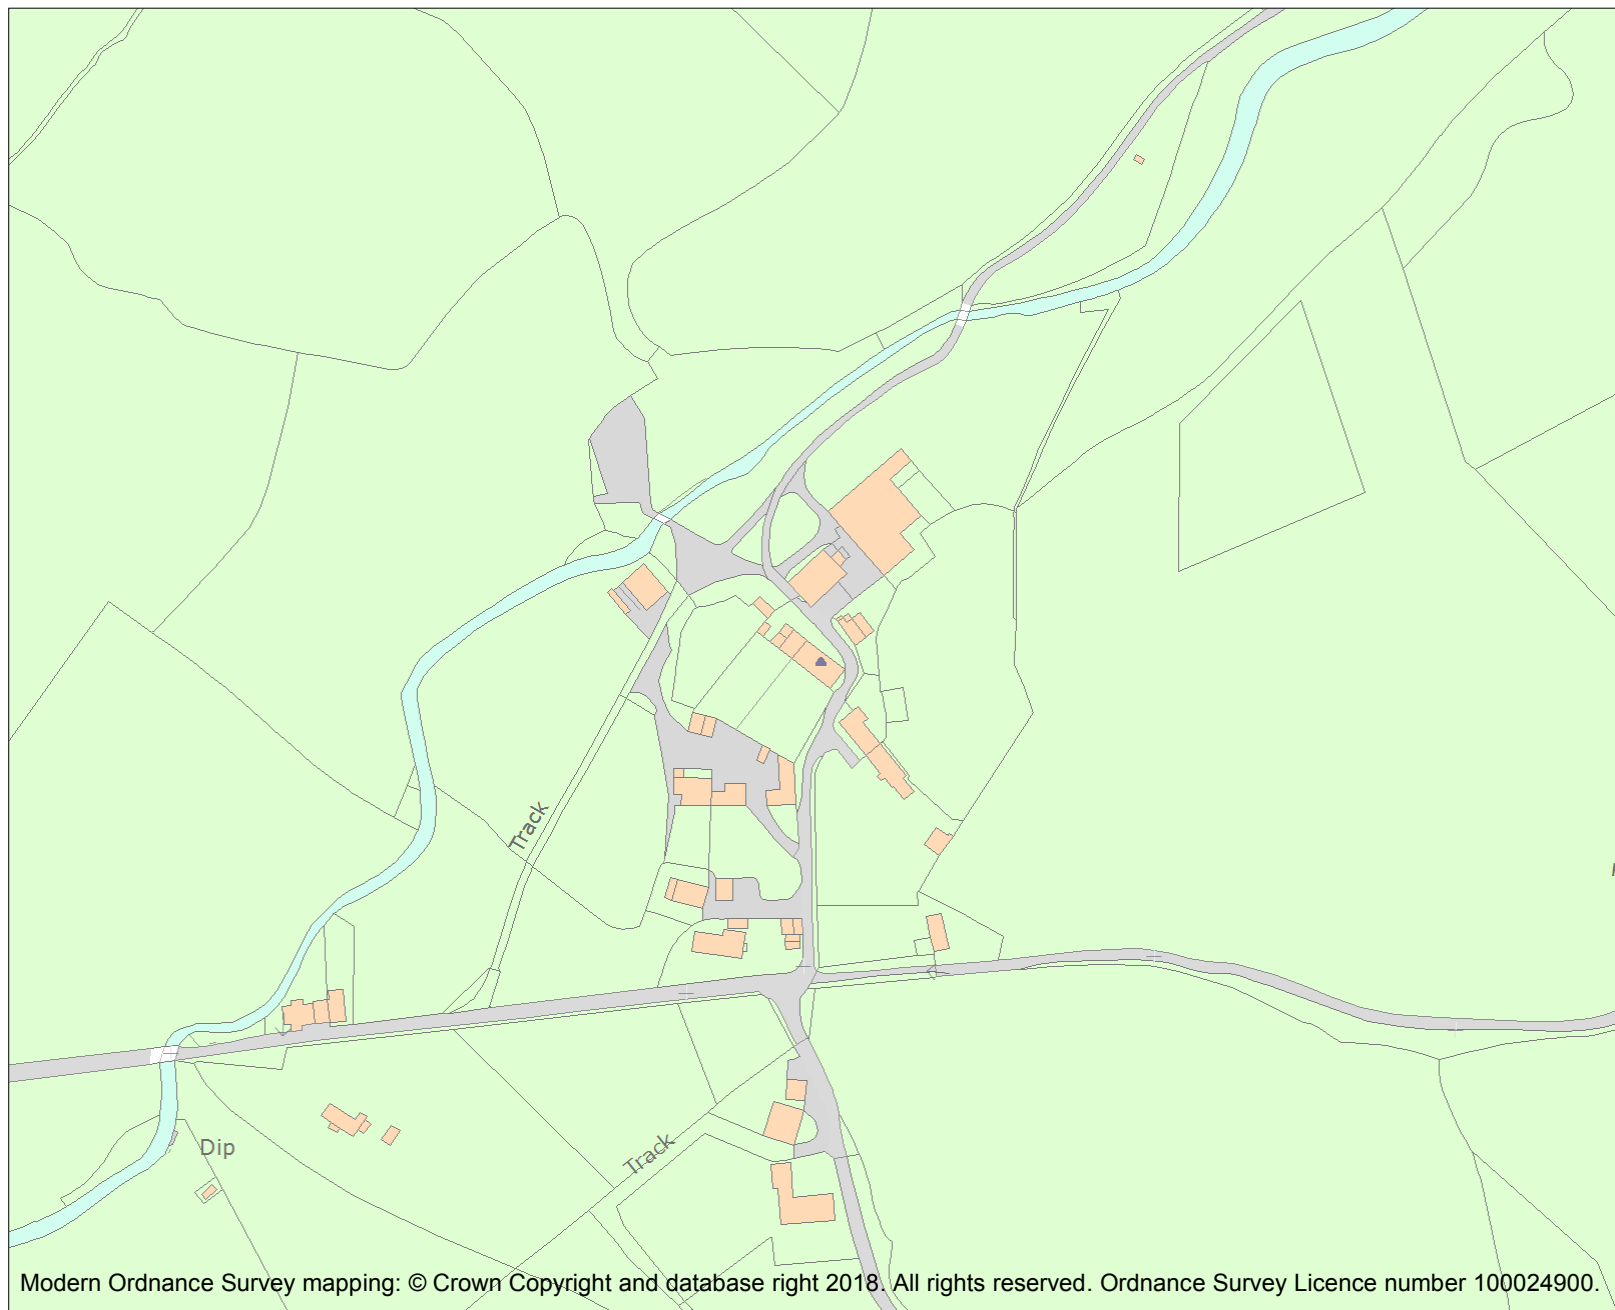 Track
Track
Dip
Modern Ordnance Survey mapping: © Crown Copyright and database right 2018. All rights reserved. Ordnance Survey Licence number 100024900.